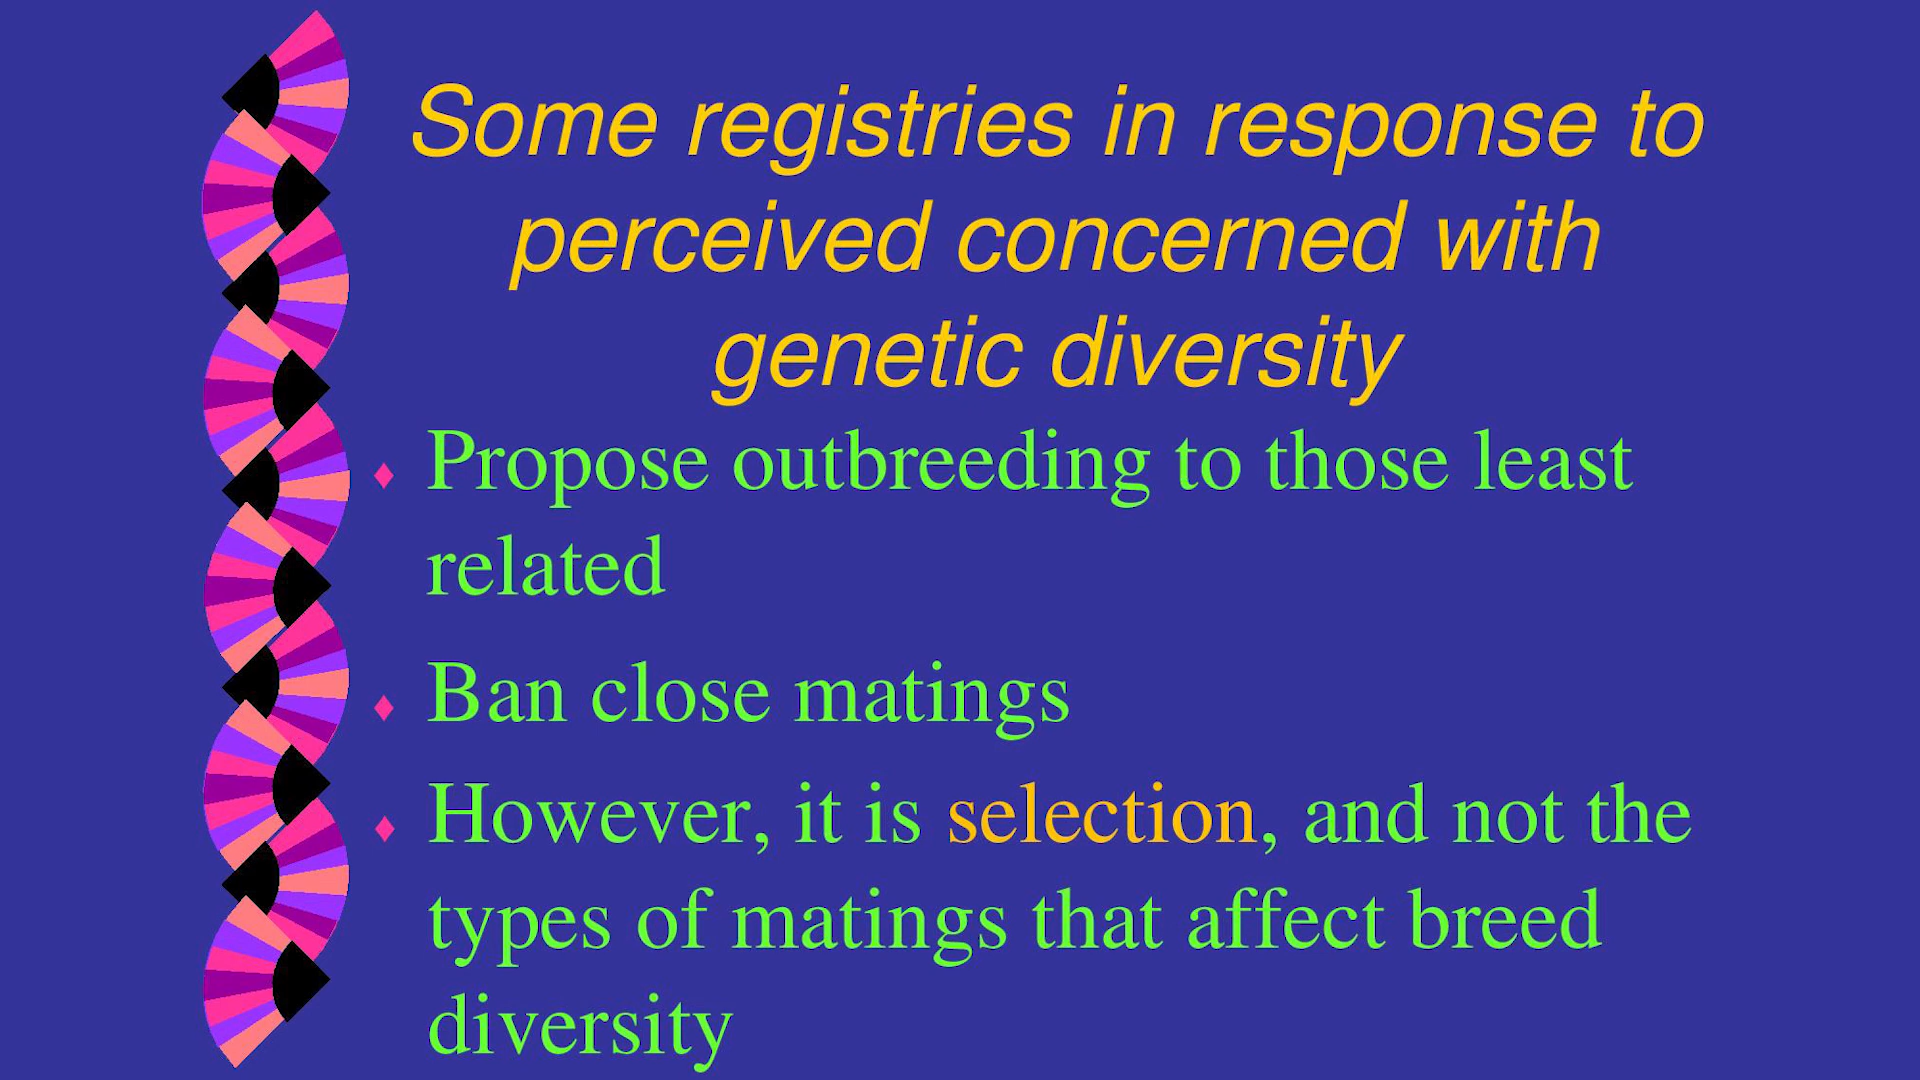 Some registries in response to
perceived concerned with
genetic diversity
♦ Propose outbreeding to those least
related
♦ Ban close matings
♦ However, it is selection, and not the
types of matings that affect breed
diversity